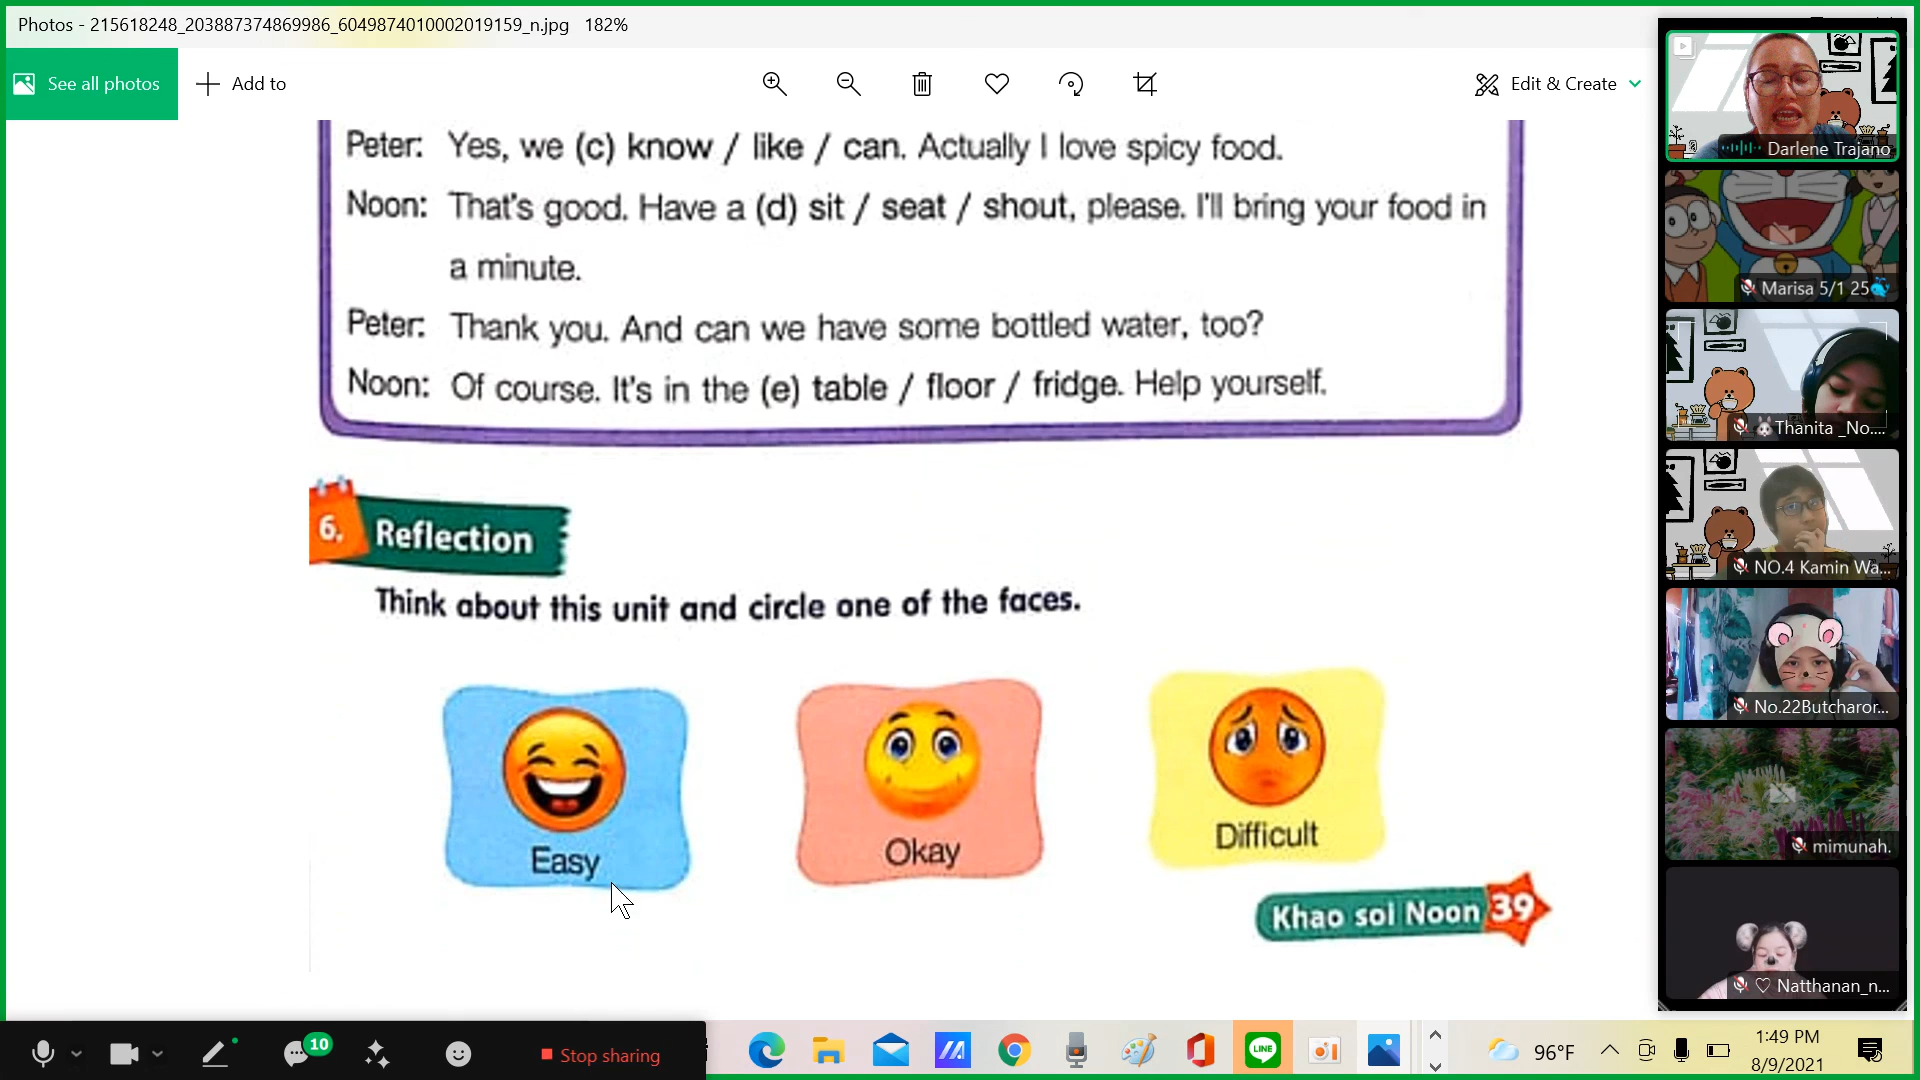 Photos - 215618248_203887374869986_6049874010002019159_n.jpg 182%
See all photos
Add to
Edit & Create
Peter: Yes, we (c) know / like / can. Actually I love spicy food.
Noon: That's good. Have a (d) sit / seat / shout, please. I'll bring your food in
a minute.
Peter: Thank you. And can we have some bottled water, too?
Noon: Of course. It's in the (e) table / floor / fridge. Help yourself.
6. Reflection
Think about this unit and circle one of the faces.
Easy
Okay
Difficult
Khao soi Noon 39
Darlene Trajano
Marisa 5/1 25🐳
🐰Thanita _No....
NO.4 Kamin Wa...
No.22Butcharor...
mimunah.
♡ Natthanan_n...
10
Stop sharing
LINE
96°F
1:49 PM
8/9/2021